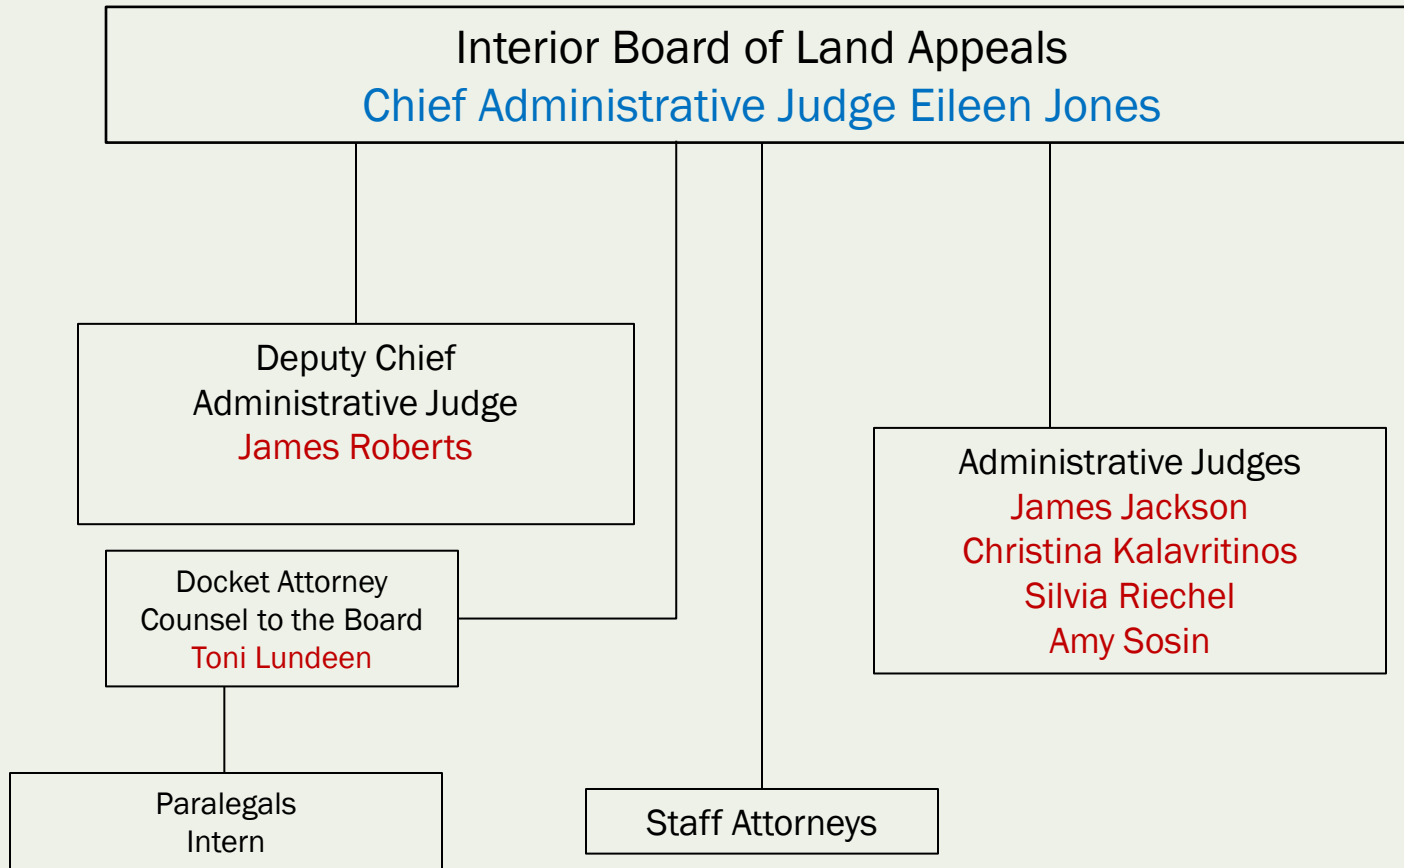 Interior Board of Land Appeals
Chief Administrative Judge Eileen Jones
Deputy Chief
Administrative Judge
James Roberts
Administrative Judges
James Jackson
Christina Kalavritinos
Silvia Riechel
Amy Sosin
Docket Attorney
Counsel to the Board
Toni Lundeen
Paralegals
Intern
Staff Attorneys